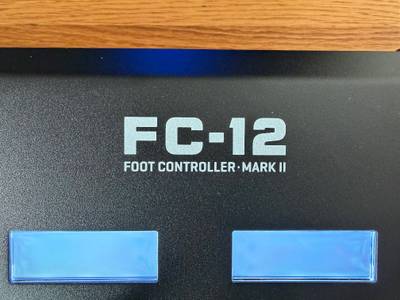 FC-12
FOOT CONTROLLER·MARK II